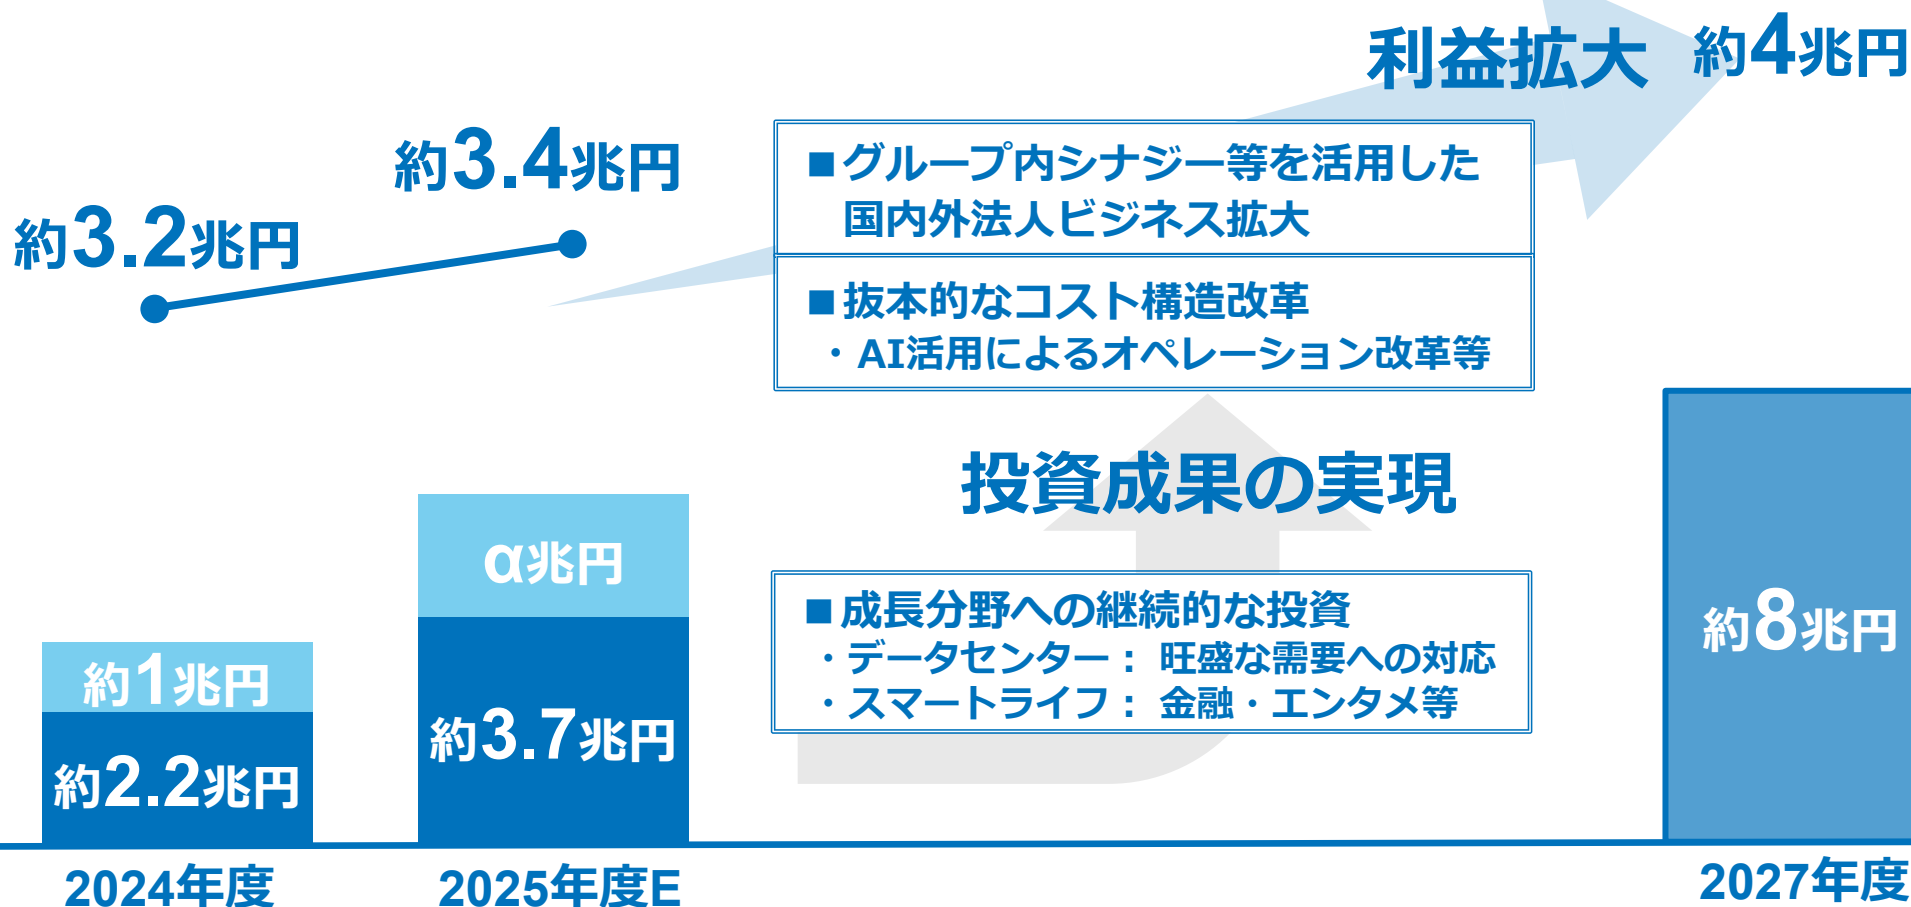 利益拡大
約4兆円
約3.4兆円
約3.2兆円
■グループ内シナジー等を活用した
国内外法人ビジネス拡大
■抜本的なコスト構造改革
・AI活用によるオペレーション改革等
投資成果の実現
■成長分野への継続的な投資
・データセンター： 旺盛な需要への対応
・スマートライフ： 金融・エンタメ等
α兆円
約3.7兆円
約1兆円
約2.2兆円
約8兆円
2024年度
2025年度E
2027年度